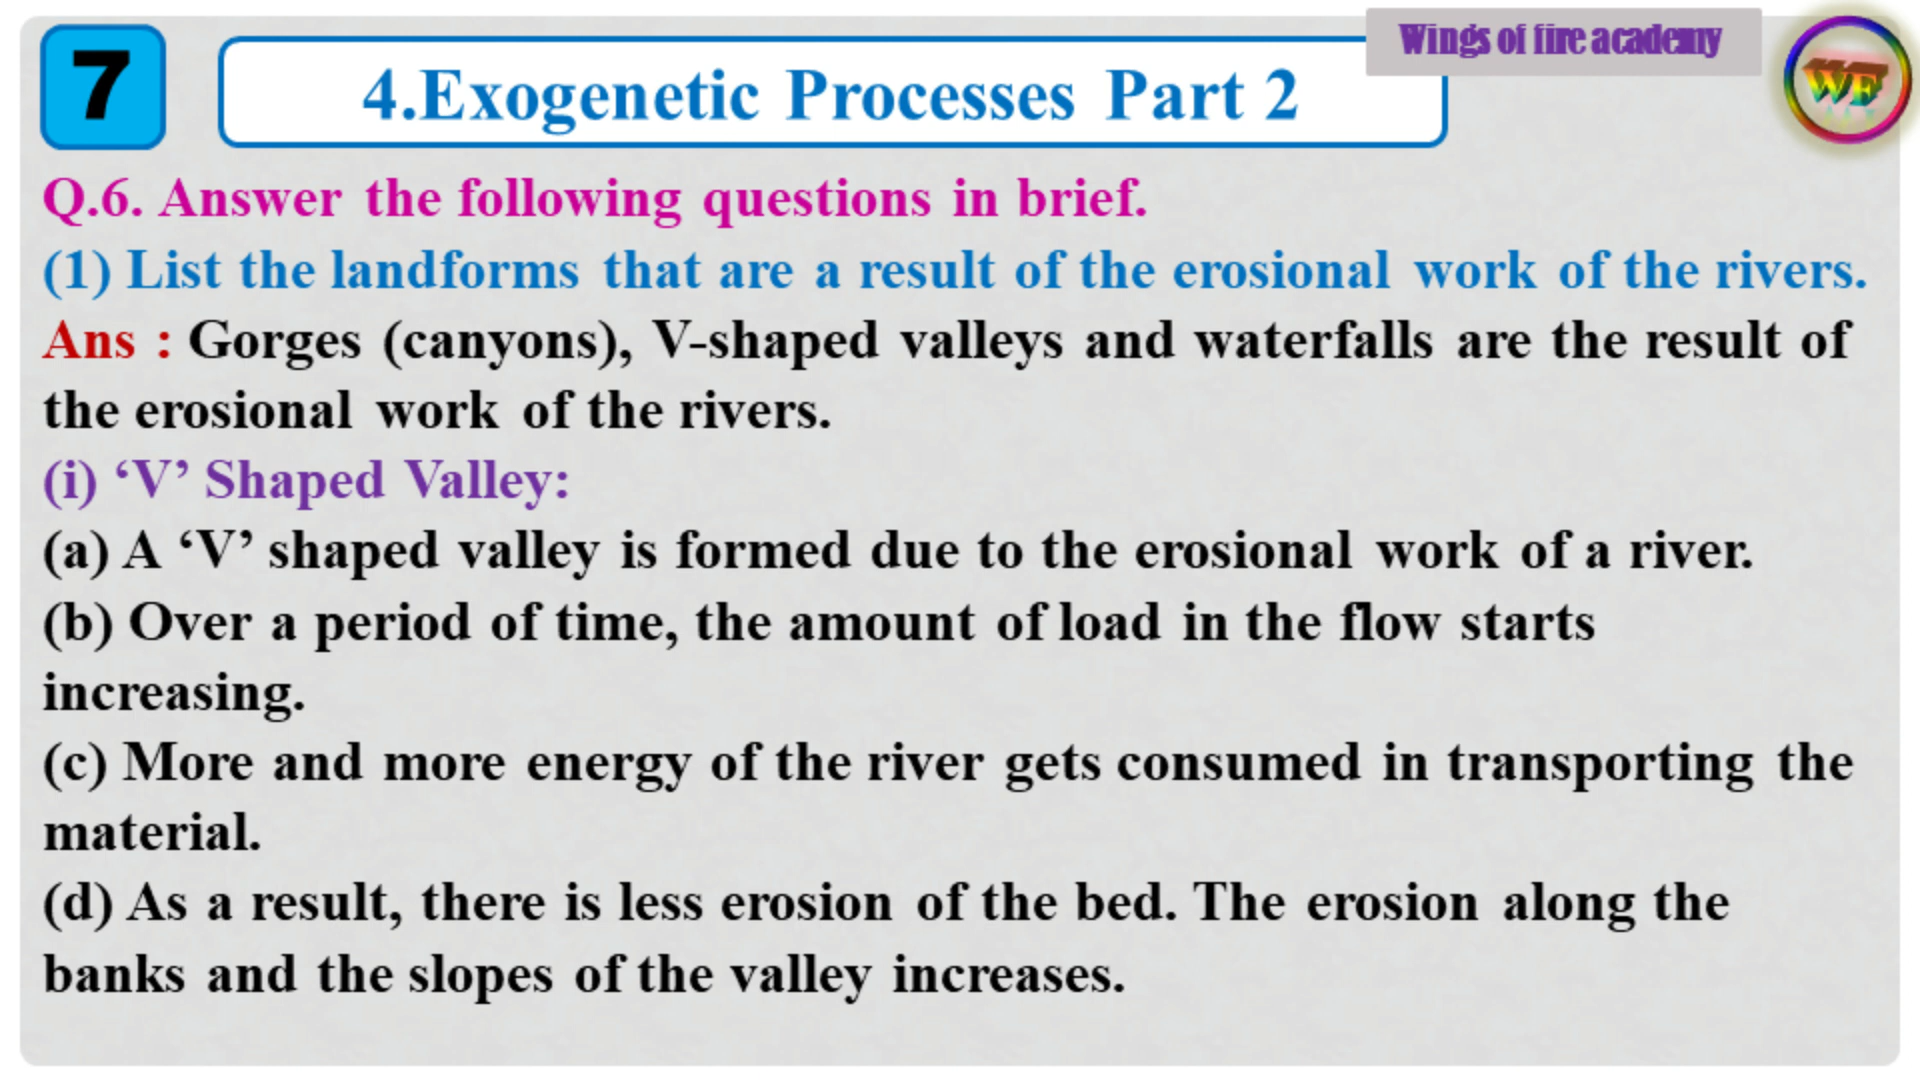 Wings of fire academy
7
4.Exogenetic Processes Part 2
WF
Q.6. Answer the following questions in brief.
(1) List the landforms that are a result of the erosional work of the rivers.
Ans : Gorges (canyons), V-shaped valleys and waterfalls are the result of
the erosional work of the rivers.
(i) ‘V’ Shaped Valley:
(a) A ‘V’ shaped valley is formed due to the erosional work of a river.
(b) Over a period of time, the amount of load in the flow starts
increasing.
(c) More and more energy of the river gets consumed in transporting the
material.
(d) As a result, there is less erosion of the bed. The erosion along the
banks and the slopes of the valley increases.